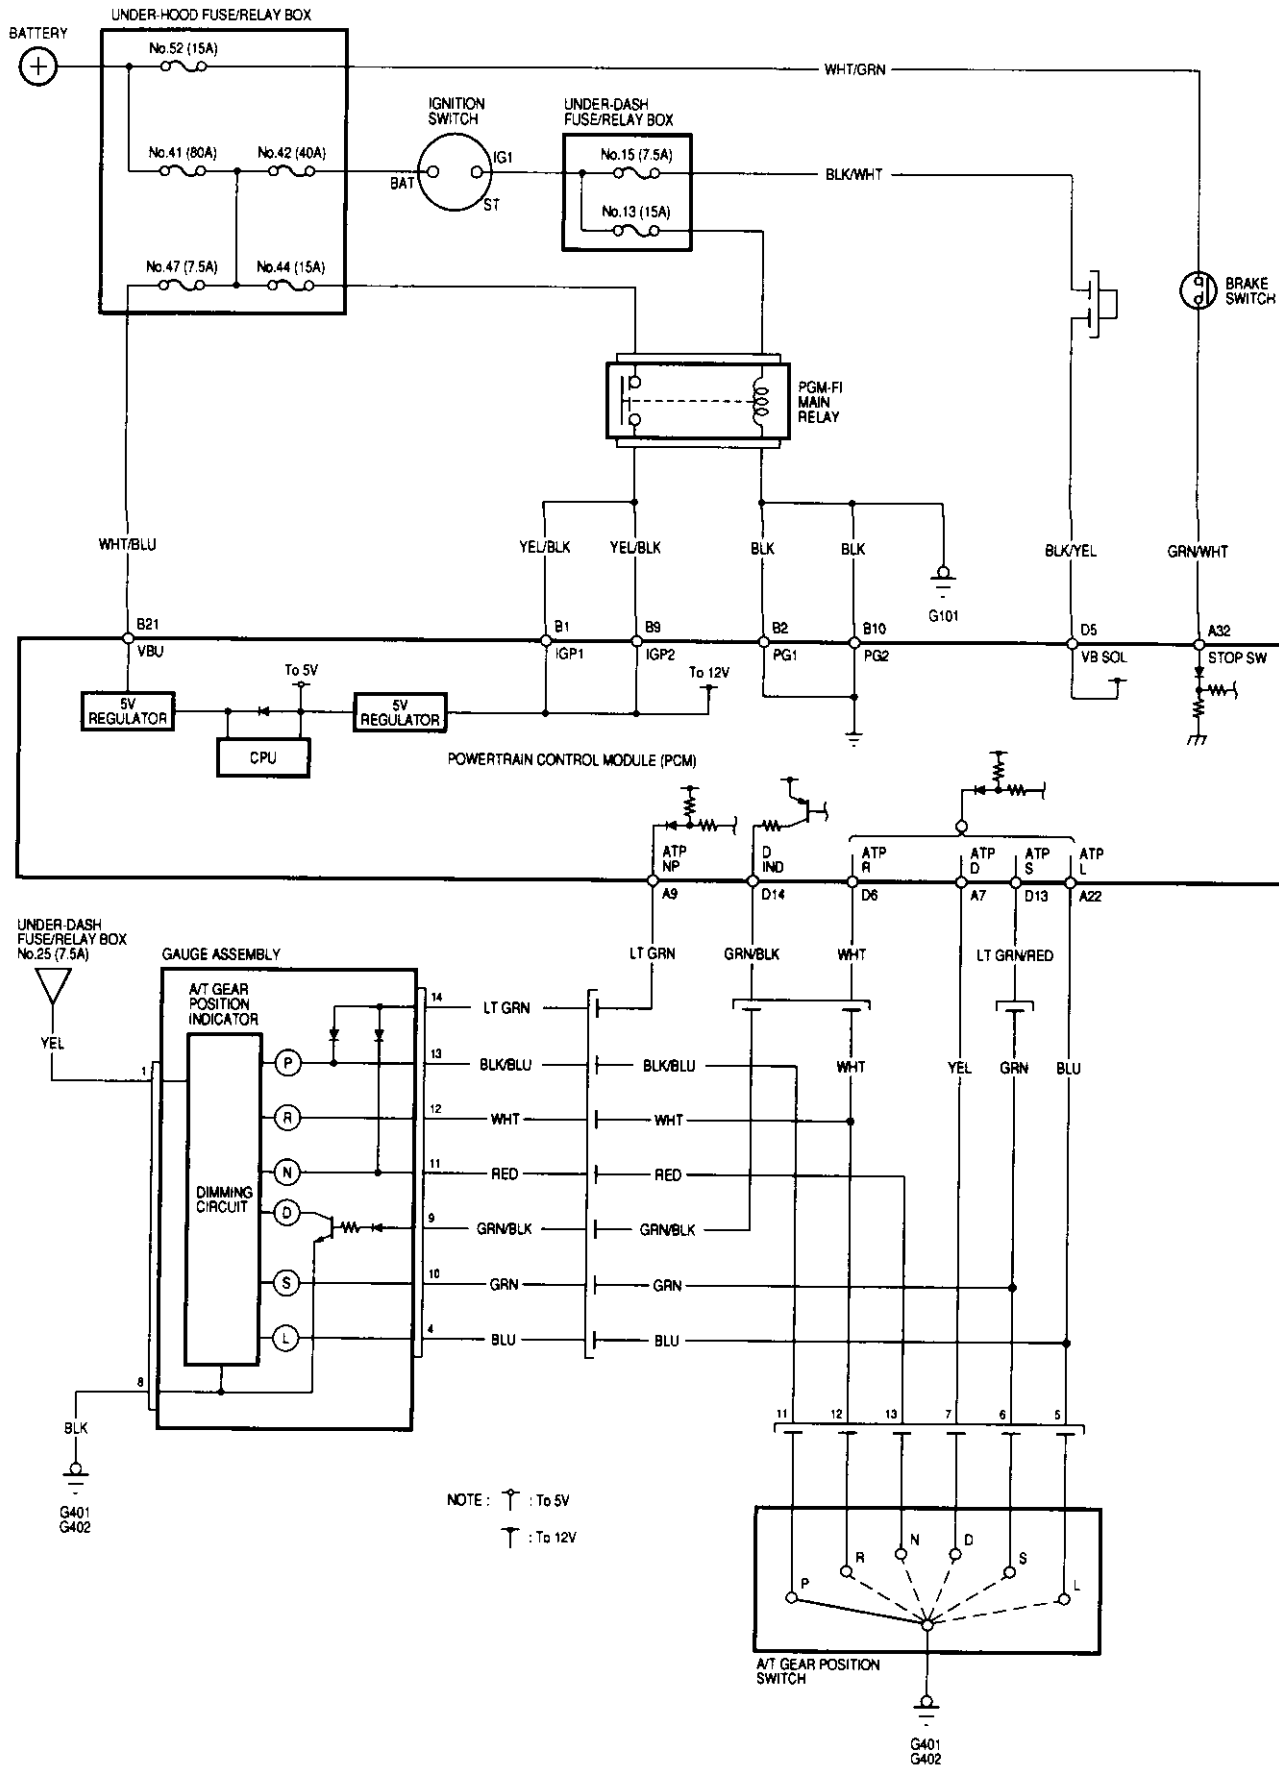 UNDER-HOOD FUSE/RELAY BOX
BATTERY
No.52 (15A)
WHT/GRN
IGNITION
SWITCH
UNDER-DASH
FUSE/RELAY BOX
No.41 (80A)
No.42 (40A)
BAT
IG1
ST
No.15 (7.5A)
BLK/WHT
No.13 (15A)
No.47 (7.5A)
No.44 (15A)
BRAKE
SWITCH
PGM-FI
MAIN
RELAY
WHT/BLU
YEL/BLK
YEL/BLK
BLK
BLK
G101
BLK/YEL
GRN/WHT
B21
VBU
B1
IGP1
B9
IGP2
B2
PG1
B10
PG2
D5
VB SOL
A32
STOP SW
To 5V
To 12V
5V
REGULATOR
5V
REGULATOR
CPU
POWERTRAIN CONTROL MODULE (PCM)
ATP
NP
D
IND
ATP
R
ATP
D
ATP
S
ATP
L
A9
D14
D6
A7
D13
A22
UNDER-DASH
FUSE/RELAY BOX
No.25 (7.5A)
GAUGE ASSEMBLY
LT GRN
GRN/BLK
WHT
LT GRN/RED
A/T GEAR
POSITION
INDICATOR
14
LT GRN
YEL
1
P
13
BLK/BLU
BLK/BLU
WHT
YEL
GRN
BLU
R
12
WHT
WHT
N
11
RED
RED
DIMMING
CIRCUIT
D
9
GRN/BLK
GRN/BLK
S
10
GRN
GRN
L
4
BLU
BLU
8
BLK
G401
G402
11
12
13
7
6
5
NOTE :
: To 5V
: To 12V
P
R
N
D
S
L
A/T GEAR POSITION
SWITCH
G401
G402